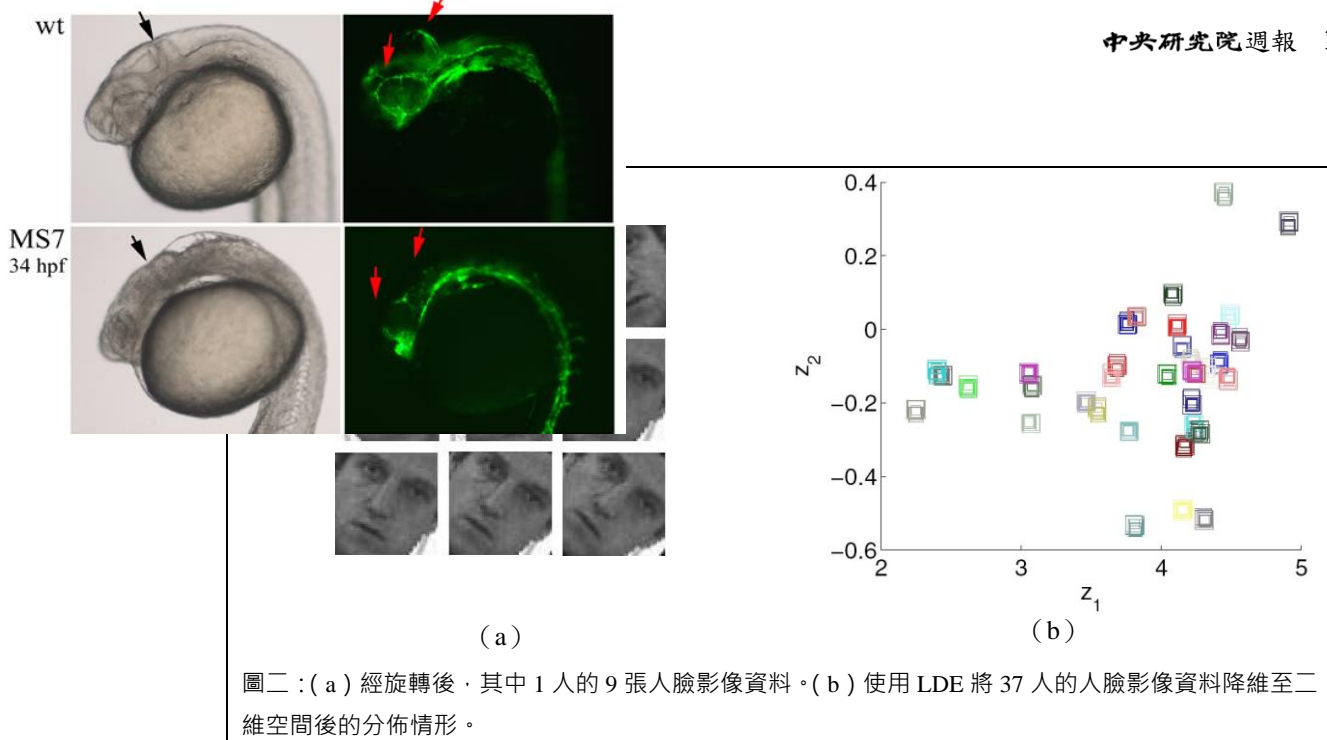 wt
中央研究院週報
MS7
34 hpf
0.4
0.2
0
−0.2
−0.4
−0.6
z2
2 3 4 5
z1
（a）
（b）
圖二：（a）經旋轉後，其中 1 人的 9 張人臉影像資料。（b）使用 LDE 將 37 人的人臉影像資料降維至二
維空間後的分佈情形。